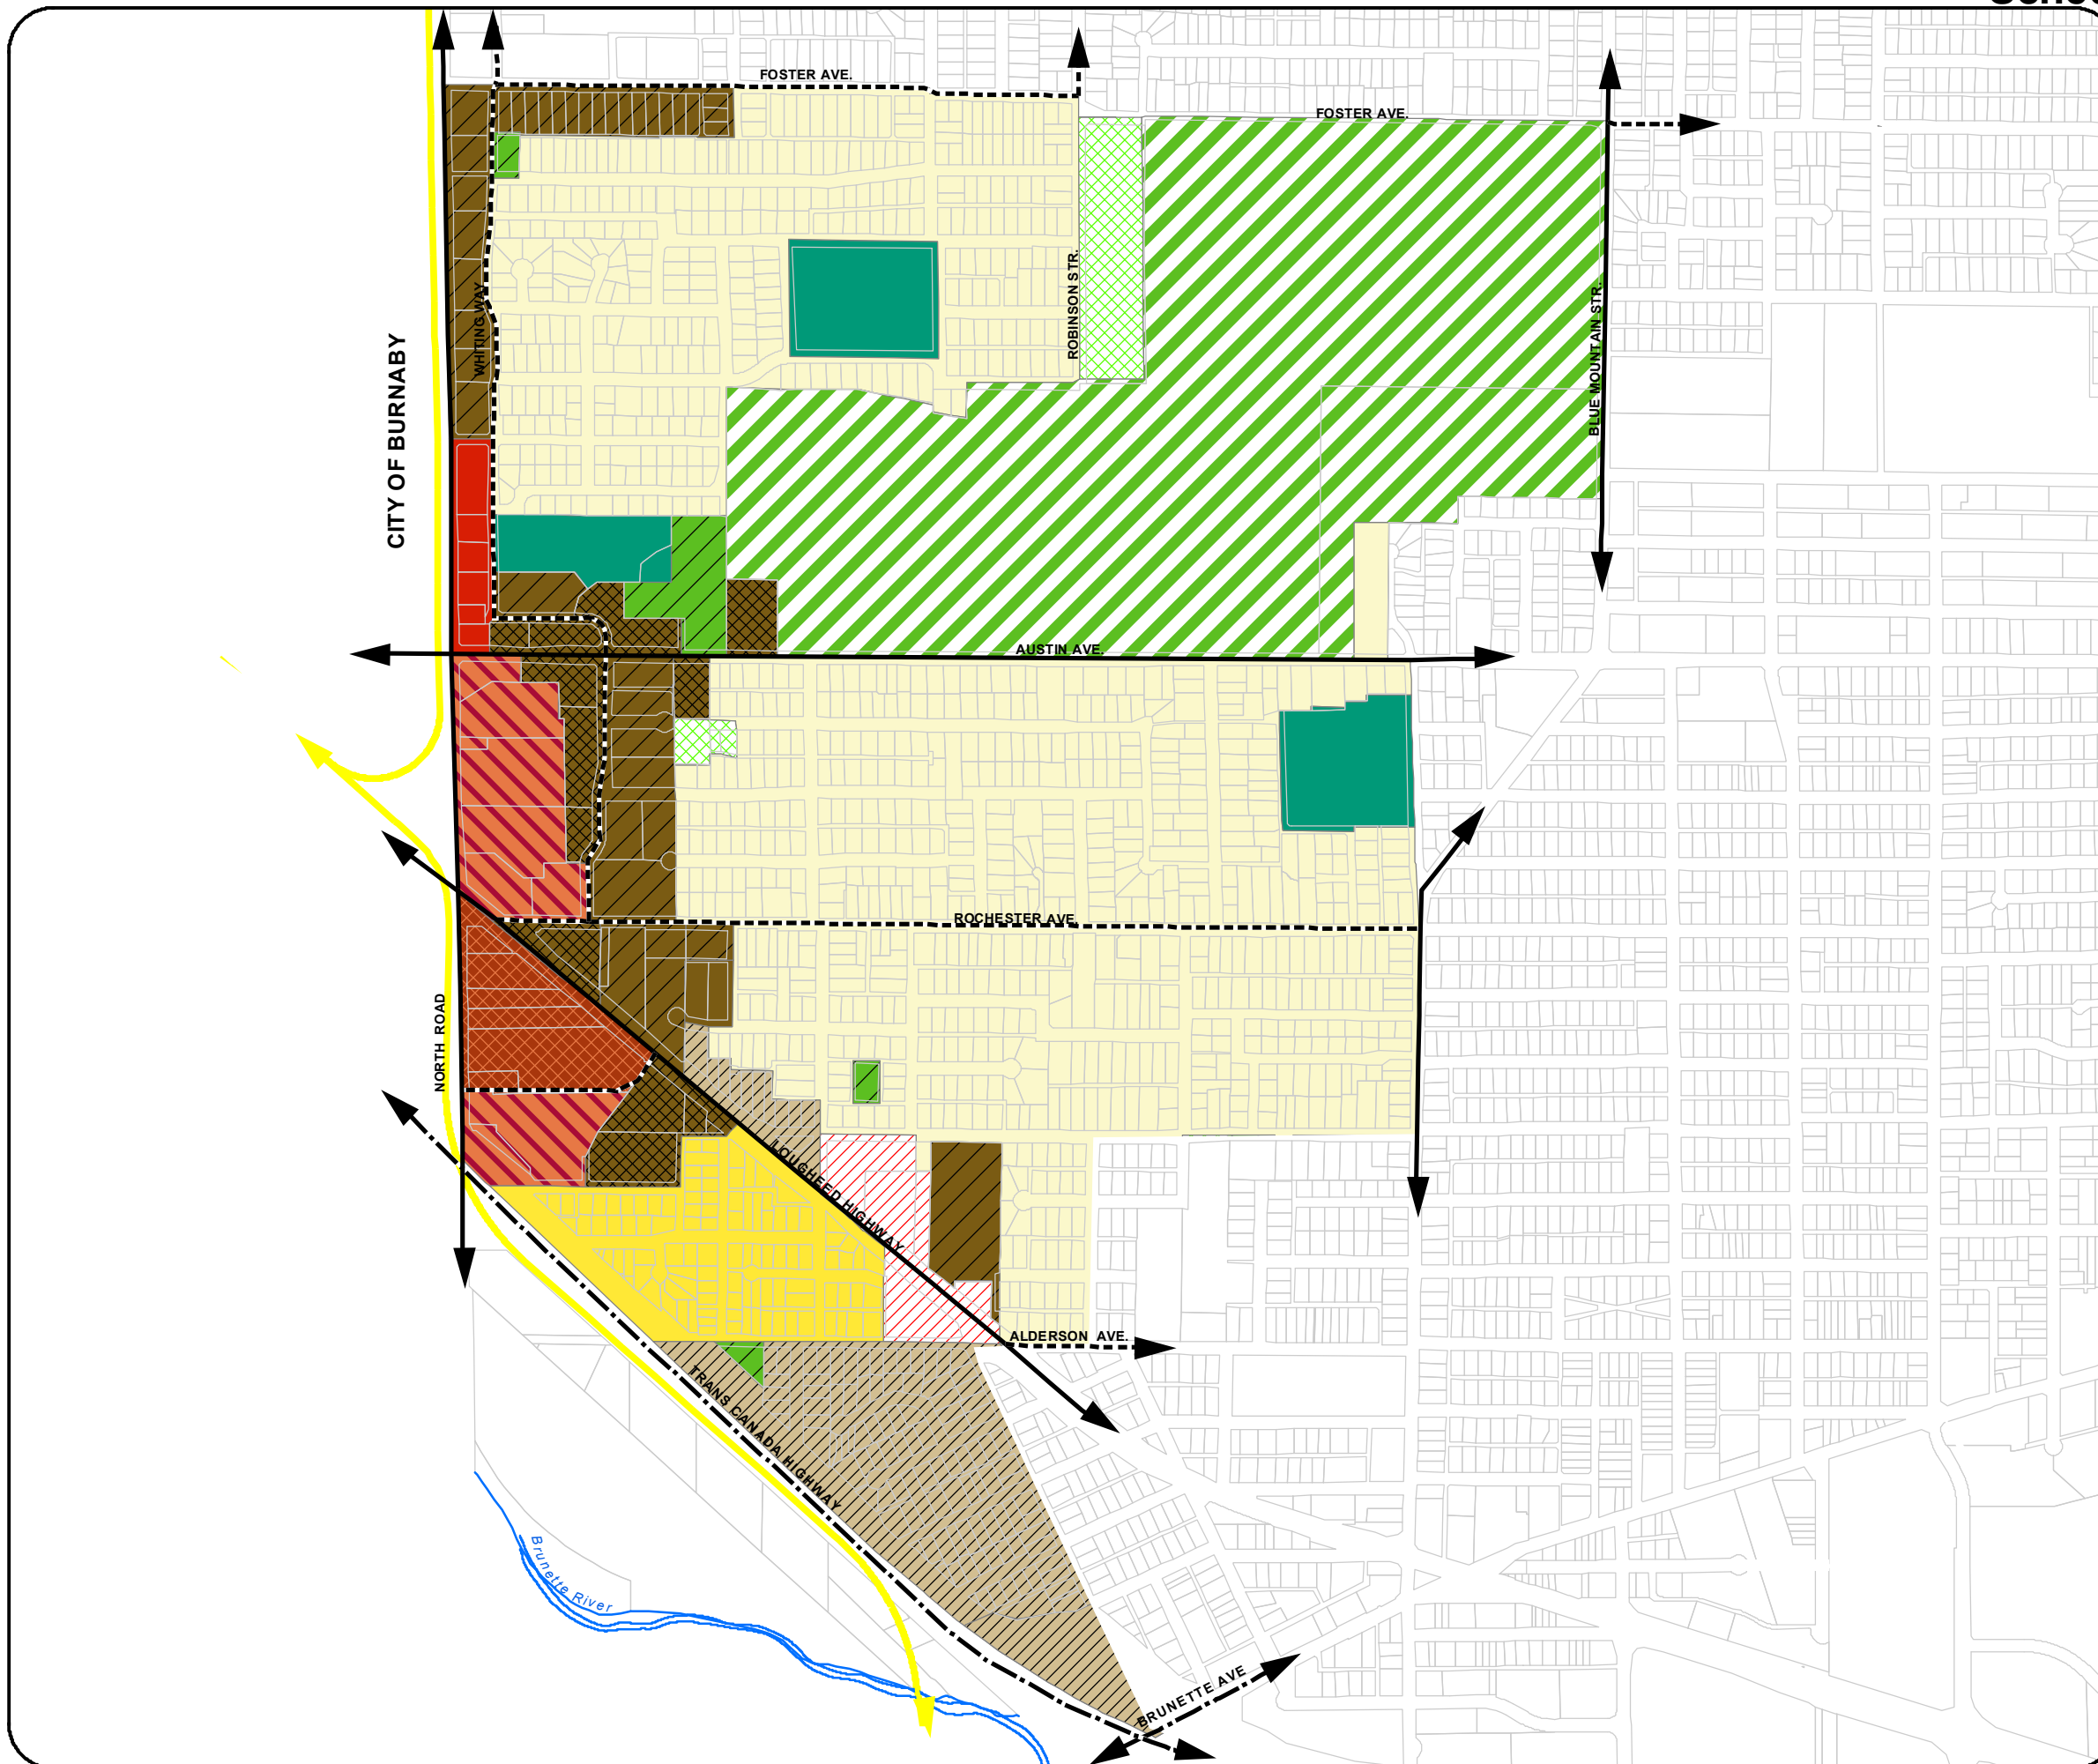 FOSTER AVE.
FOSTER AVE.
CITY OF BURNABY
WHITING WAY
ROBINSON STR.
BLUE MOUNTAIN STR.
AUSTIN AVE.
ROCHESTER AVE.
NORTH ROAD
LOUGHEED HIGHWAY
ALDERSON AVE.
TRANS CANADA HIGHWAY
Brunette River
BRUNETTE AVE